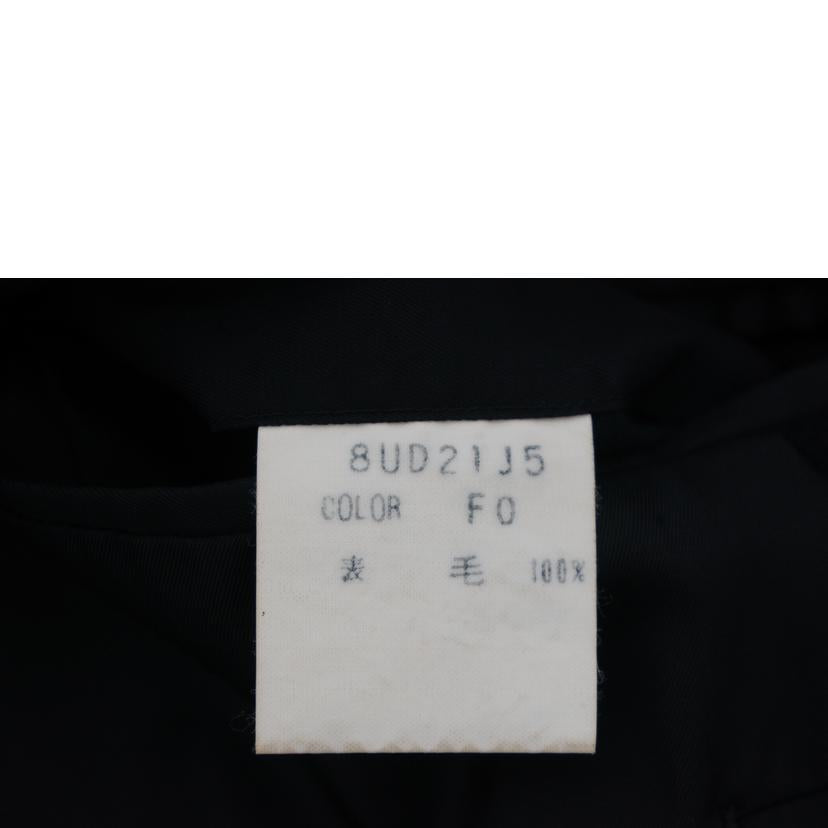 8UD21J5
COLOR F0
表 毛 100%